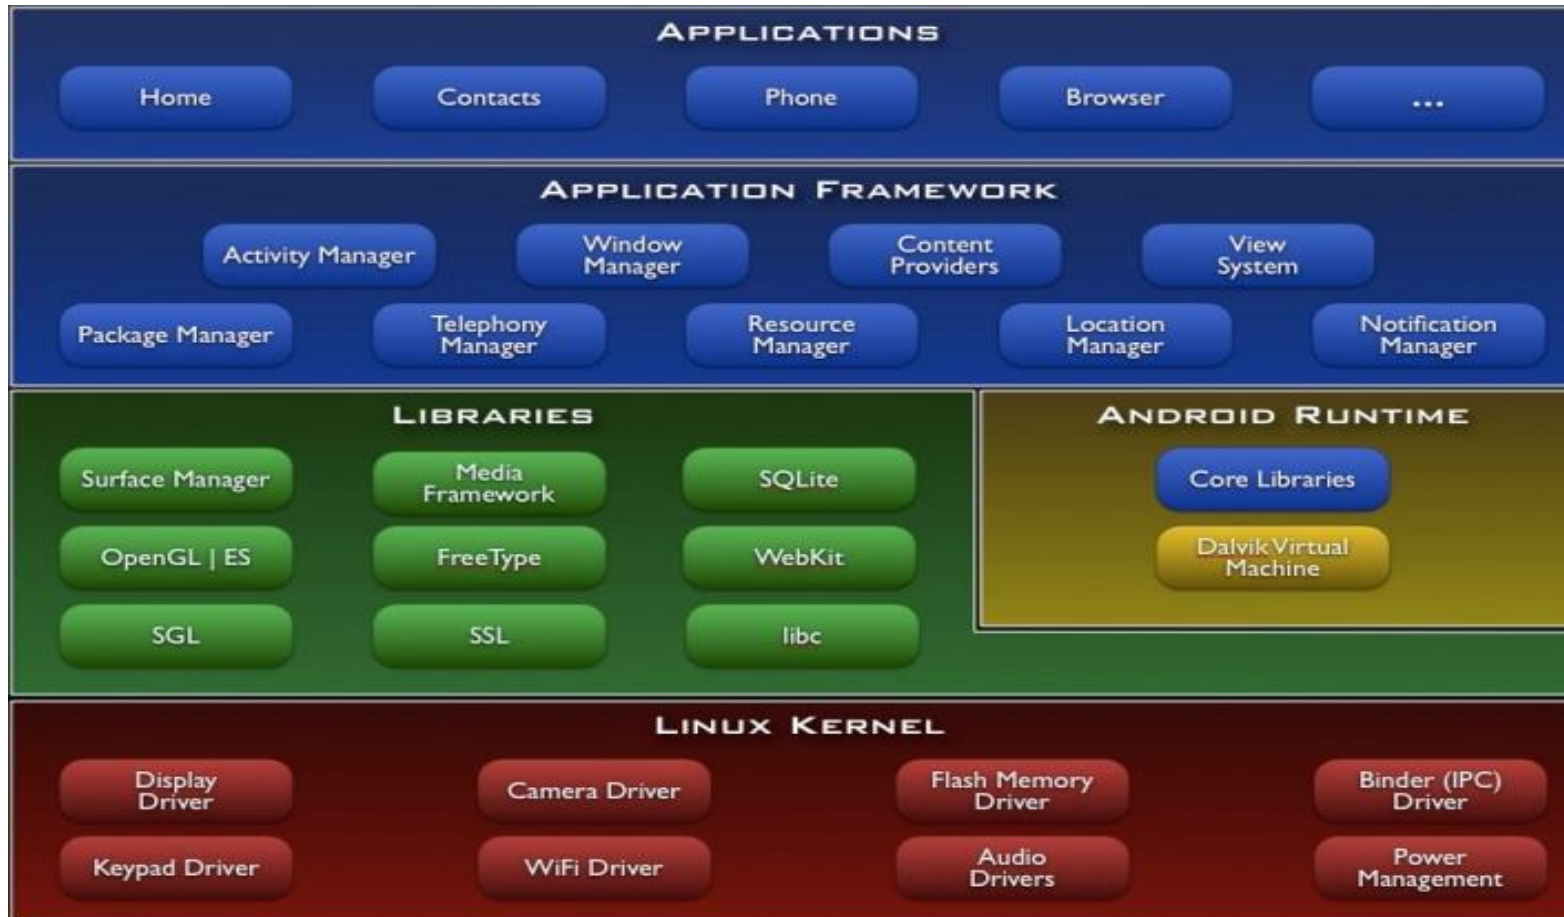 APPLICATIONS
Home
Contacts
Phone
Browser
...
APPLICATION FRAMEWORK
Activity Manager
Window
Manager
Content
Providers
View
System
Package Manager
Telephony
Manager
Resource
Manager
Location
Manager
Notification
Manager
LIBRARIES
Surface Manager
Media
Framework
SQLite
OpenGL | ES
FreeType
WebKit
SGL
SSL
libc
ANDROID RUNTIME
Core Libraries
Dalvik Virtual
Machine
LINUX KERNEL
Display
Driver
Camera Driver
Flash Memory
Driver
Binder (IPC)
Driver
Keypad Driver
WiFi Driver
Audio
Drivers
Power
Management